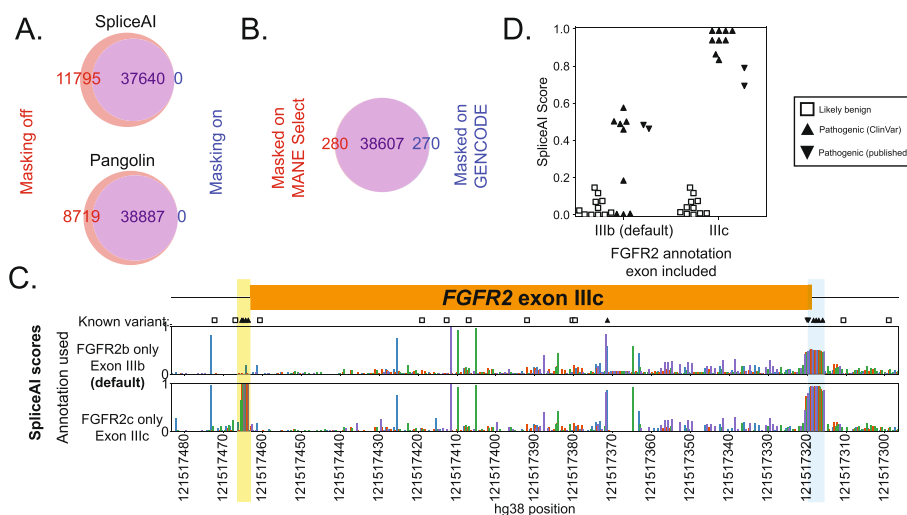 A.
SpliceAI
11795 37640 0
Masking off
Masking on
Pangolin
8719 38887 0
B.
Masked on
MANE Select
280 38607 270
Masked on
GENCODE
D.
SpliceAI Score
1.0
0.8
0.6
0.4
0.2
0.0
IIIb (default) IIIc
FGFR2 annotation
exon included
Likely benign
Pathogenic (ClinVar)
Pathogenic (published
C.
FGFR2 exon IIIc
Known variant:
SpliceAI scores
Annotation used
1
FGFR2b only
Exon IIIb
(default)
0
1
FGFR2c only
Exon IIIc
0
121517480 121517470 121517460 121517450 121517440 121517430 121517420 121517410 121517400 121517390 121517380 121517370 121517360 121517350 121517340 121517330 121517320 121517310 121517300
hg38 position